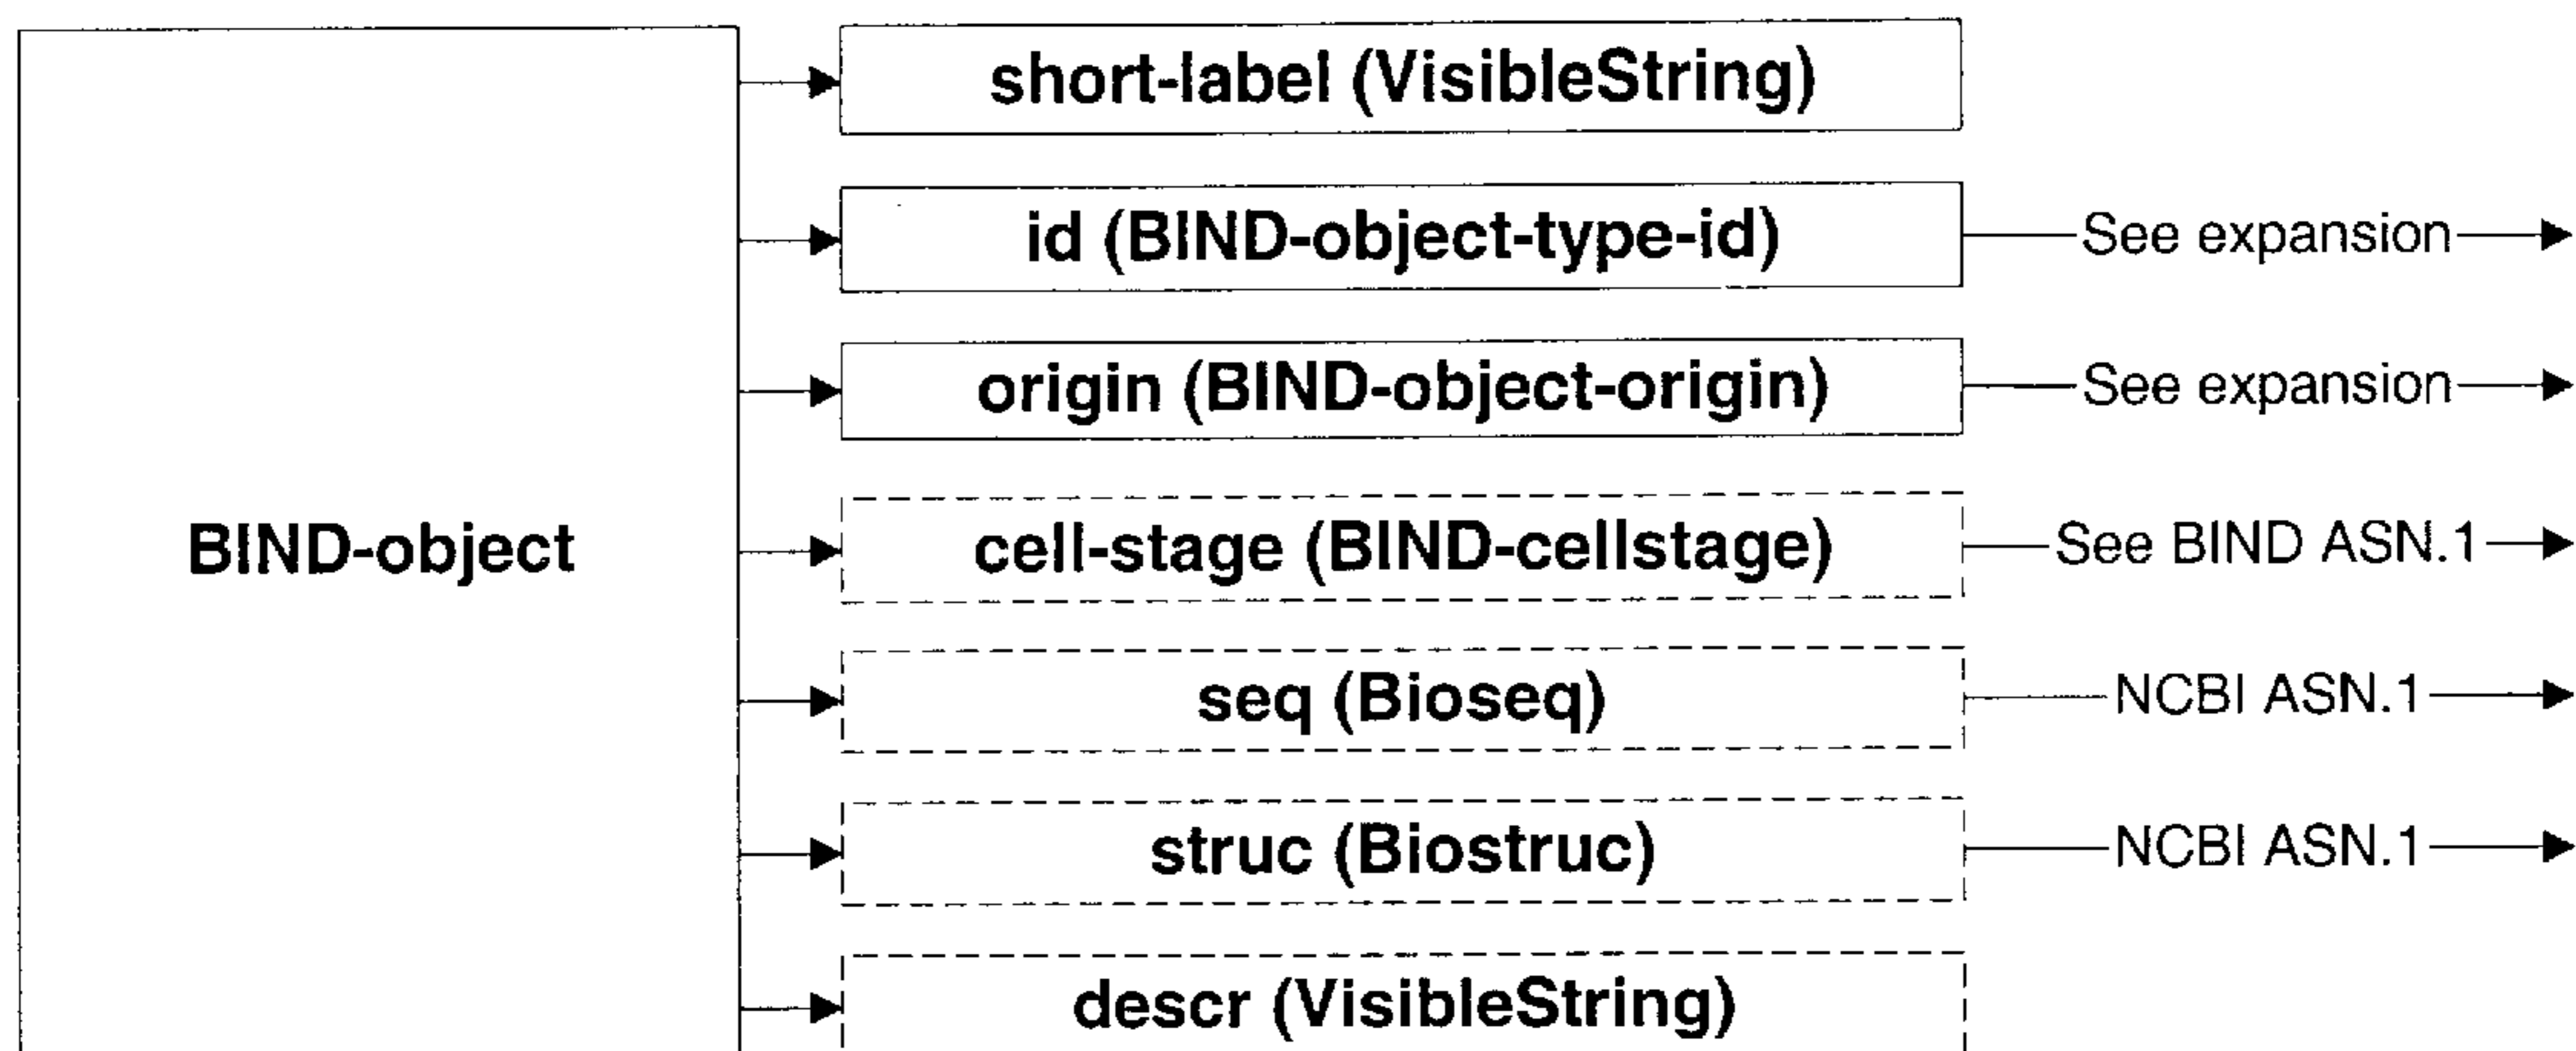 short-label (VisibleString)
id (BIND-object-type-id)
See expansion
origin (BIND-object-origin)
See expansion
BIND-object
cell-stage (BIND-cellstage)
See BIND ASN.1
seq (Bioseq)
NCBI ASN.1
struc (Biostruc)
NCBI ASN.1
descr (VisibleString)